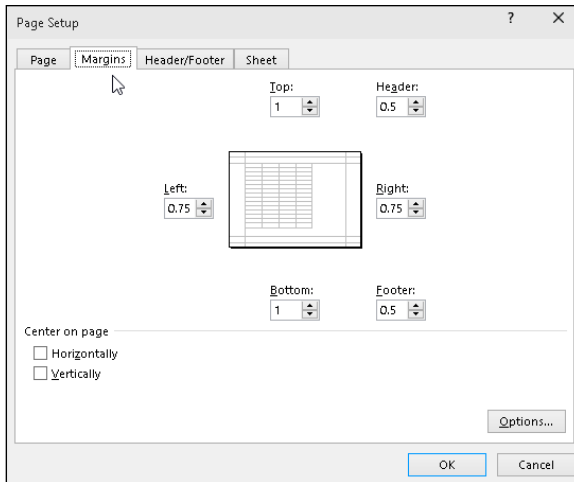 Page Setup ? X
Page Margins Header/Footer Sheet
Top: Header:
1 0.5
Left: Right:
0.75 0.75
Bottom: Footer:
1 0.5
Center on page
Horizontally
Vertically
Options...
OK Cancel